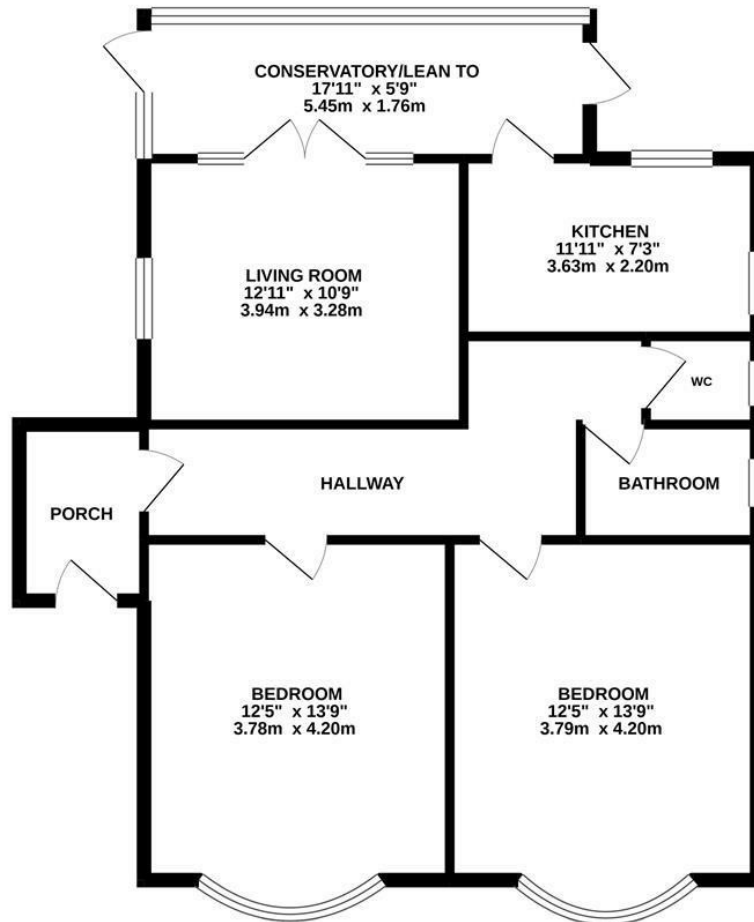 CONSERVATORY/LEAN TO
17'11" x 5'9"
5.45m x 1.76m
KITCHEN
11'11" x 7'3"
3.63m x 2.20m
LIVING ROOM
12'11" x 10'9"
3.94m x 3.28m
WC
HALLWAY
BATHROOM
PORCH
BEDROOM
12'5" x 13'9"
3.78m x 4.20m
BEDROOM
12'5" x 13'9"
3.79m x 4.20m